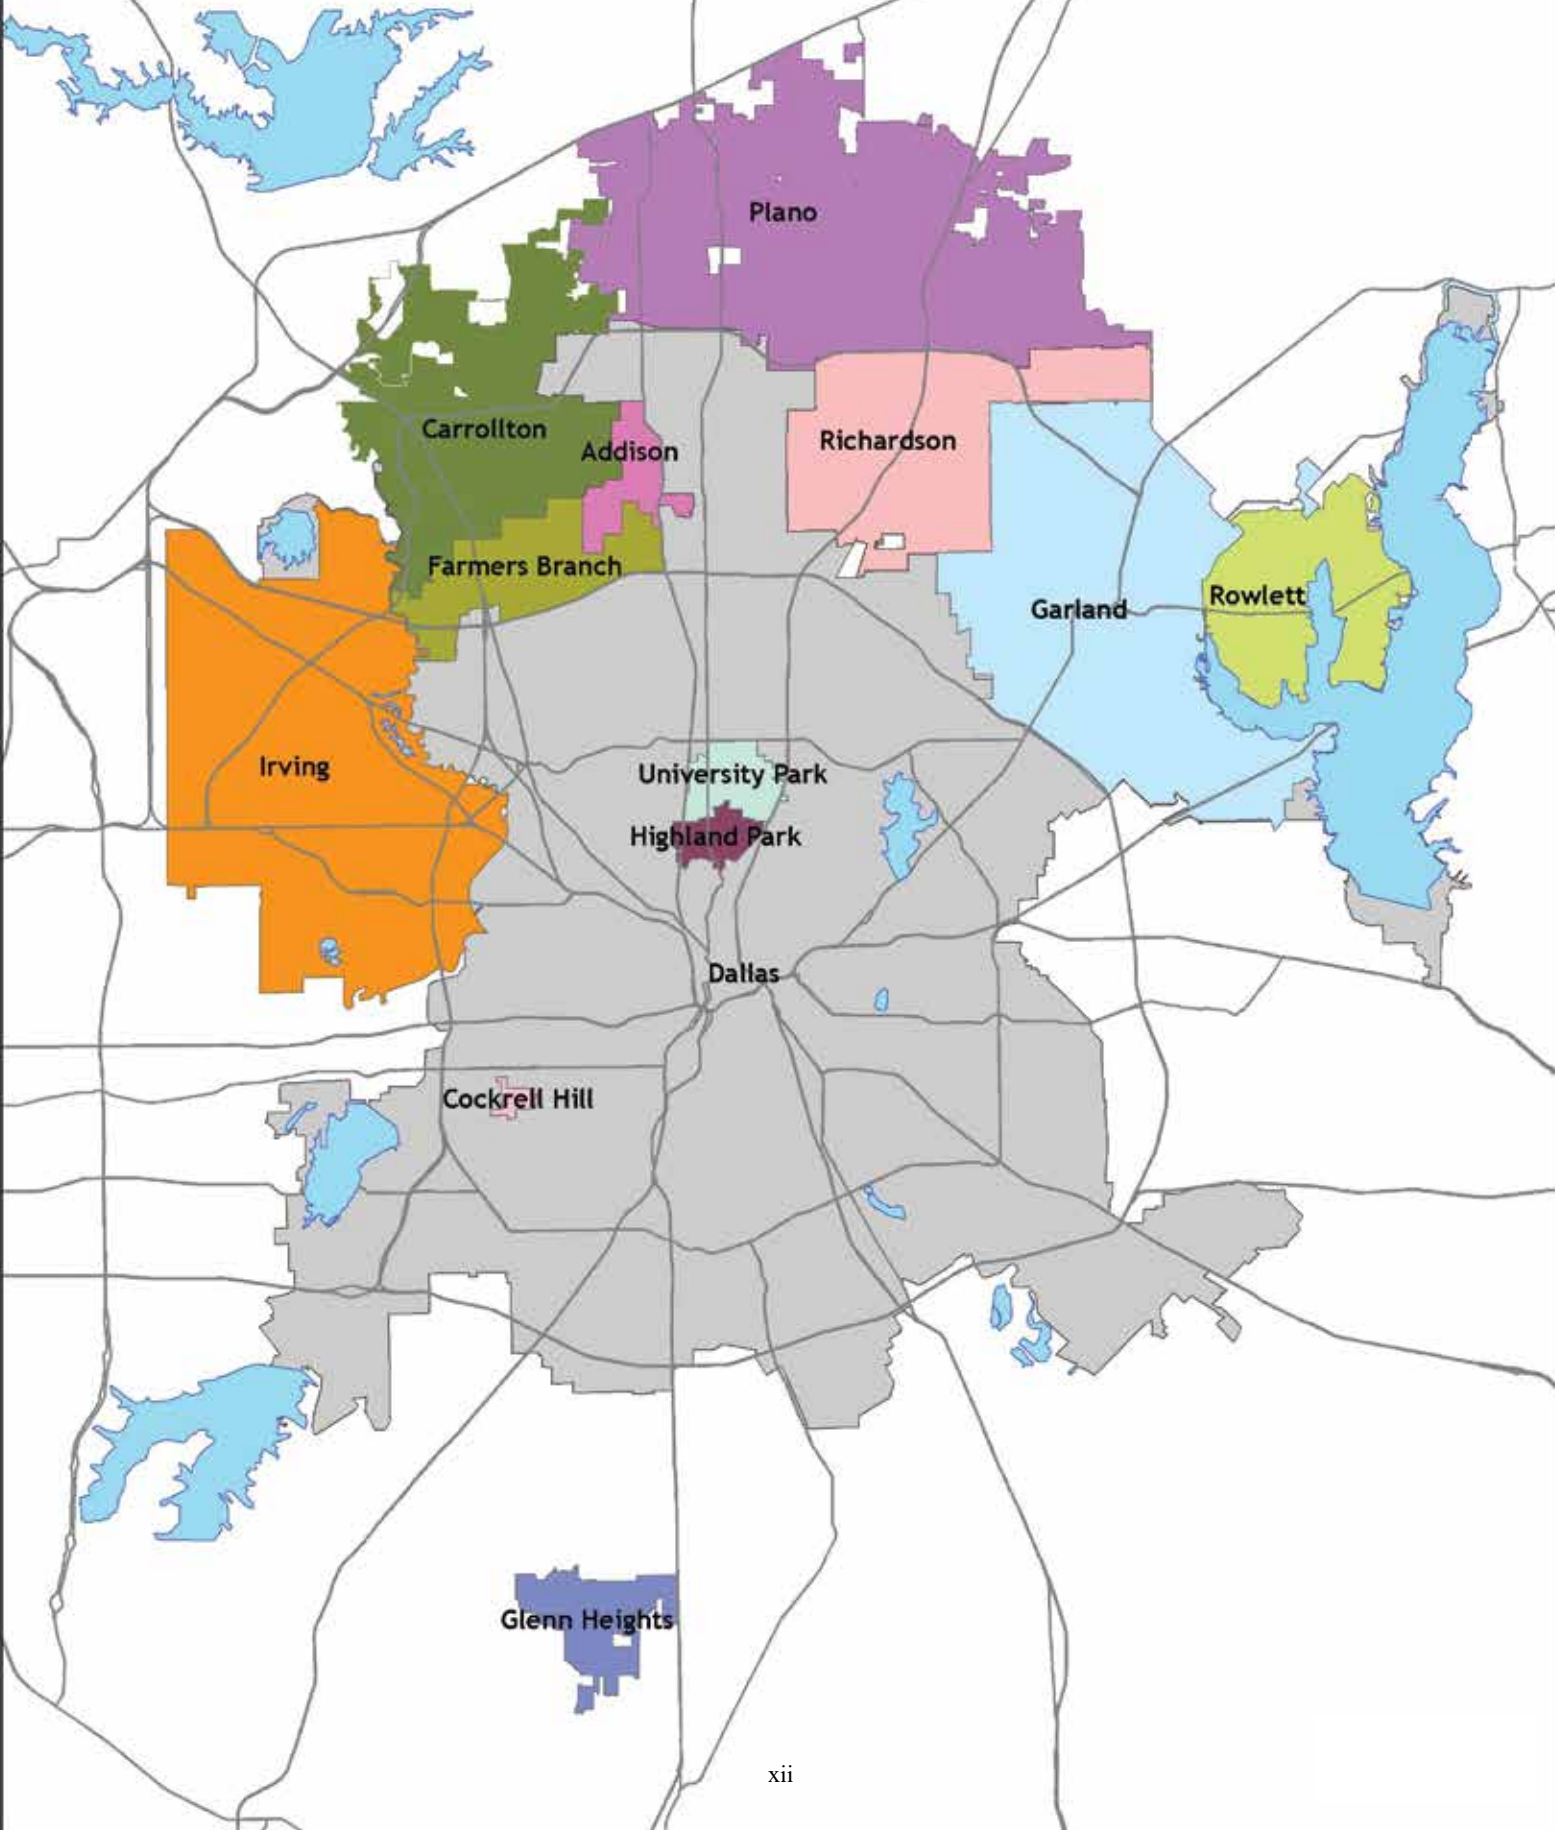 Plano
Carrollton
Addison
Richardson
Farmers Branch
Garland
Rowlett
Irving
University Park
Highland Park
Dallas
Cockrell Hill
Glenn Heights
xii